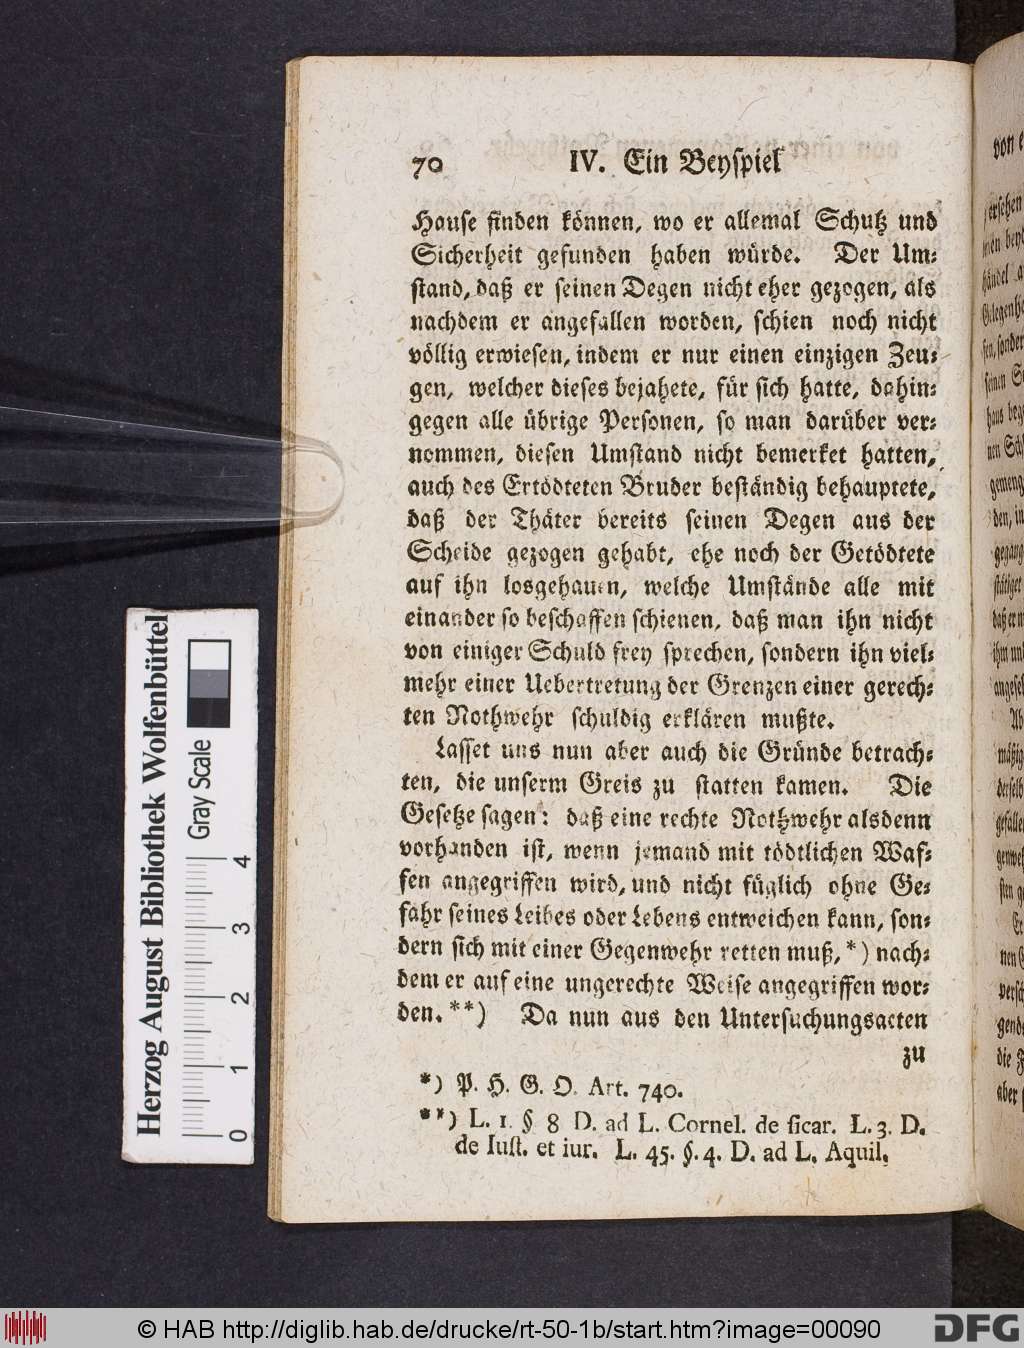 70 IV. Ein Beyspiel
Hause finden können, wo er allemal Schutz und
Sicherheit gefunden haben würde. Der Um-
stand, daß er seinen Degen nicht eher gezogen, als
nachdem er angefallen worden, schien noch nicht
völlig erwiesen, indem er nur einen einzigen Zeu-
gen, welcher dieses bejahete, für sich hatte, dahin-
gegen alle übrige Personen, so man darüber ver-
nommen, diesen Umstand nicht bemerket hatten,
auch des Ertödteten Bruder beständig behauptete,
daß der Thäter bereits seinen Degen aus der
Scheide gezogen gehabt, ehe noch der Getödtete
auf ihn losgehauen, welche Umstände alle mit
einander so beschaffen schienen, daß man ihn nicht
von einiger Schuld frey sprechen, sondern ihn viel-
mehr einer Uebertretung der Grenzen einer gerech-
ten Nothwehr schuldig erklären mußte.
Lasset uns nun aber auch die Gründe betrach-
ten, die unserm Greis zu statten kamen. Die
Gesetze sagen: daß eine rechte Nothwehr alsdenn
vorhanden ist, wenn jemand mit tödtlichen Waf-
fen angegriffen wird, und nicht füglich ohne Ge-
fahr seines Leibes oder Lebens entweichen kann, son-
dern sich mit einer Gegenwehr retten muß, *) nach-
dem er auf eine ungerechte Weise angegriffen wor-
den. **) Da nun aus den Untersuchungsacten
zu
*) P. H. G. O. Art. 740.
**) L. 1. § 8 D. ad L. Cornel. de sicar. L. 3. D.
de Iust. et iur. L. 45. §. 4. D. ad L. Aquil.
Herzog August Bibliothek Wolfenbüttel
Gray Scale
0 1 2 3 4
© HAB http://diglib.hab.de/drucke/rt-50-1b/start.htm?image=00090
DFG